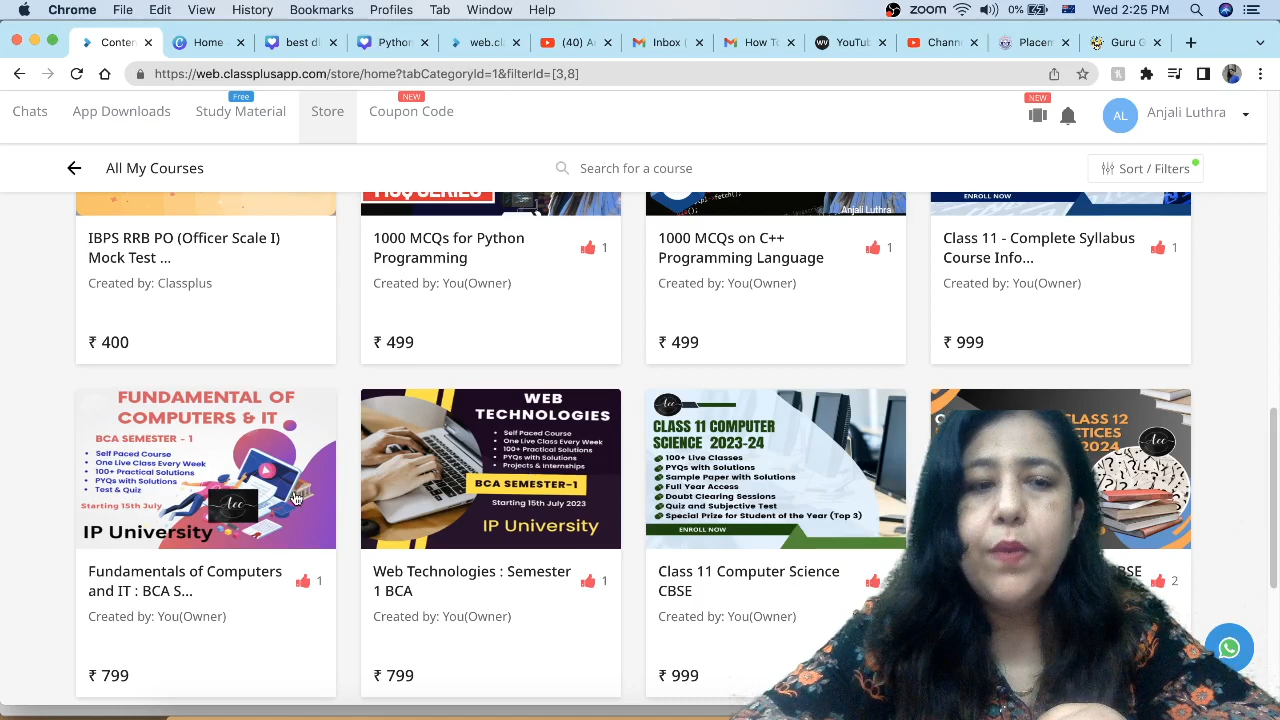 Chrome File Edit View History Bookmarks Profiles Tab Window Help
zoom 0% Wed 2:25 PM
Conten Home - best di Python web.cl (40) A Inbox ( How To YouTub Chann Placem Guru G
https://web.classplusapp.com/store/home?tabCategoryId=1&filterId=[3,8]
Free
NEW
NEW
Chats App Downloads Study Material Store Coupon Code
AL Anjali Luthra
All My Courses
Search for a course
Sort / Filters
Anjali Luthra
ENROLL NOW
IBPS RRB PO (Officer Scale I)
Mock Test ...
Created by: Classplus
₹ 400
1000 MCQs for Python
Programming
1
Created by: You(Owner)
₹ 499
1000 MCQs on C++
Programming Language
1
Created by: You(Owner)
₹ 499
Class 11 - Complete Syllabus
Course Info...
1
Created by: You(Owner)
₹ 999
FUNDAMENTAL OF
COMPUTERS & IT
BCA SEMESTER - 1
Self Paced Course
One Live Class Every Week
100+ Practical Solutions
PYQs with Solutions
Test & Quiz
Starting 15th July
Acc
IP University
Fundamentals of Computers
and IT : BCA S...
1
Created by: You(Owner)
₹ 799
WEB
TECHNOLOGIES
Self Paced Course
One Live Class Every Week
100+ Practical Solutions
PYQs with Solutions
Projects & Internships
BCA SEMESTER-1
Starting 15th July 2023
IP University
Web Technologies : Semester
1 BCA
1
Created by: You(Owner)
₹ 799
Acc
CLASS 11 COMPUTER
SCIENCE 2023-24
100+ Live Classes
PYQs with Solutions
Sample Paper with Solutions
Full Year Access
Doubt Clearing Sessions
Quiz and Subjective Test
Special Prize for Student of the Year (Top 3)
ENROLL NOW
Class 11 Computer Science
CBSE
Created by: You(Owner)
₹ 999
CLASS 12
Acc
2